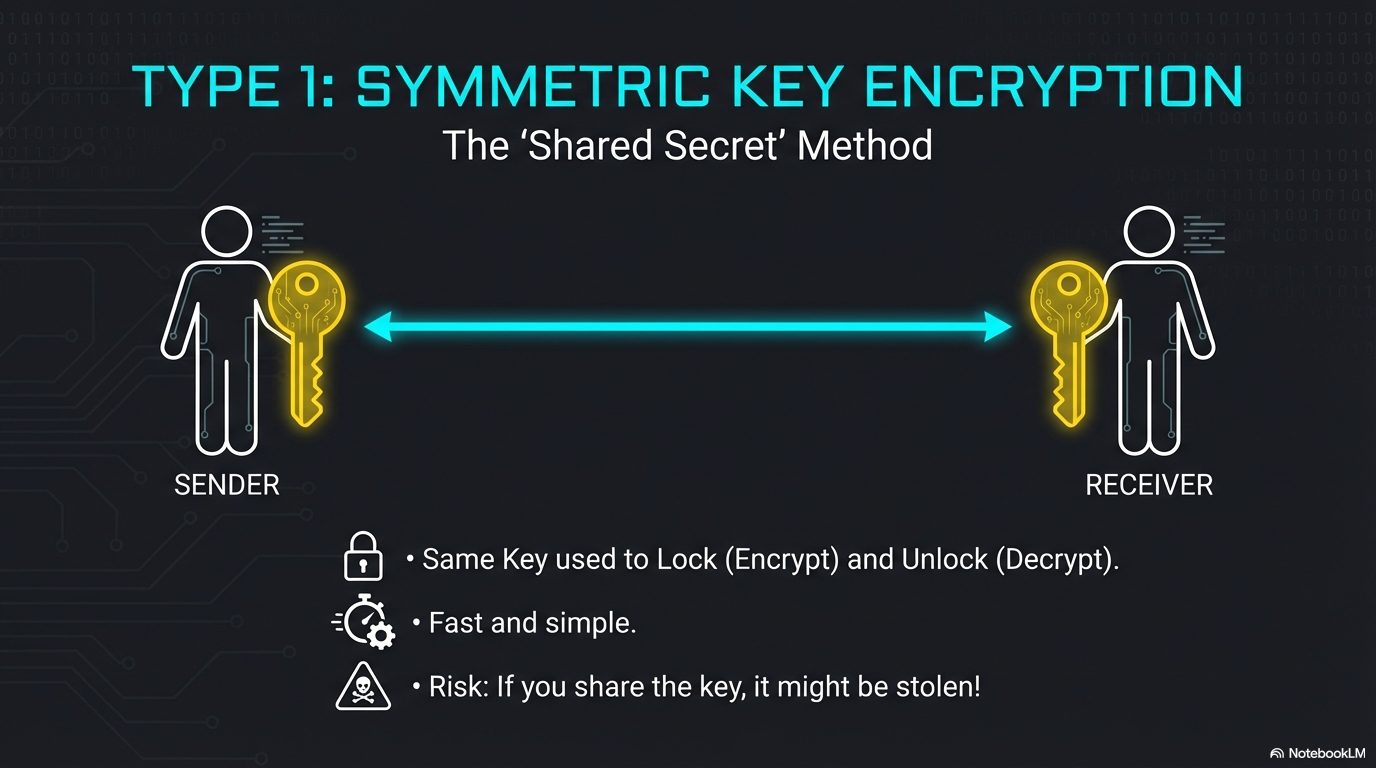 TYPE 1: SYMMETRIC KEY ENCRYPTION
The ‘Shared Secret’ Method
SENDER
RECEIVER
• Same Key used to Lock (Encrypt) and Unlock (Decrypt).
• Fast and simple.
• Risk: If you share the key, it might be stolen!
NotebookLM